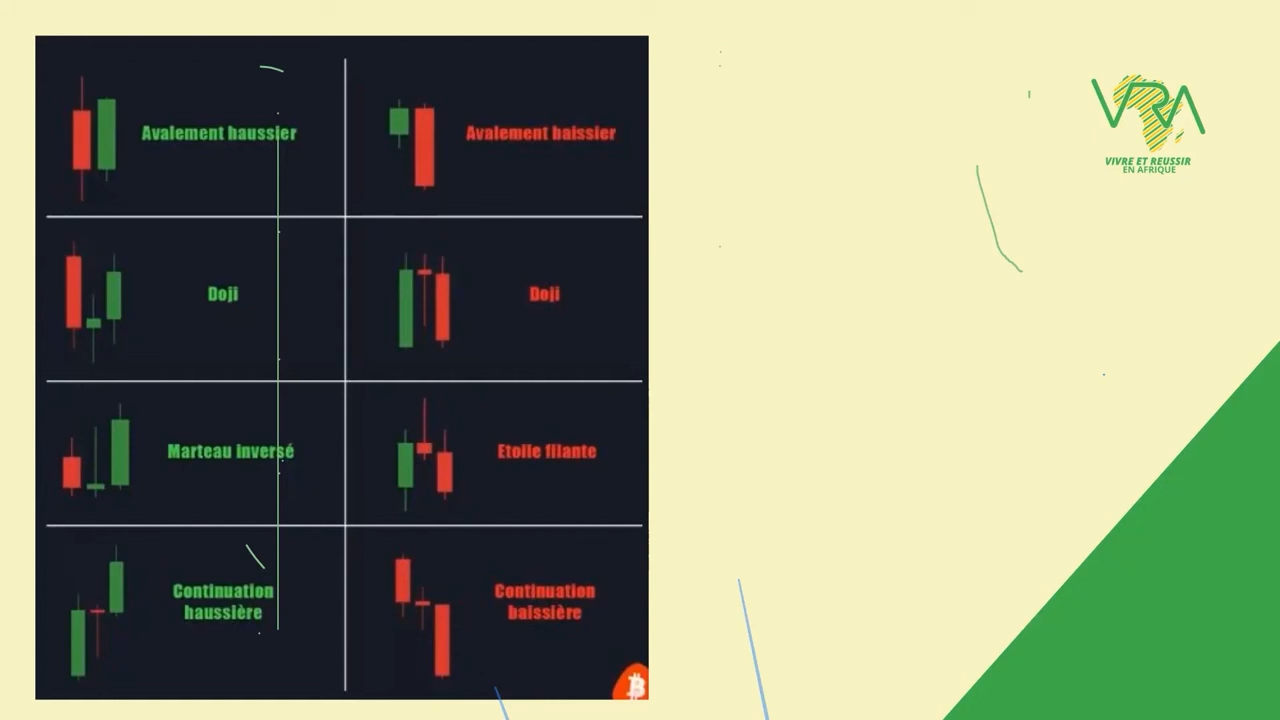 Avalement haussier
Avalement baissier
Doji
Doji
Marteau inversé
Etoile filante
Continuation
haussière
Continuation
baissière
VRA
VIVRE ET REUSSIR
EN AFRIQUE